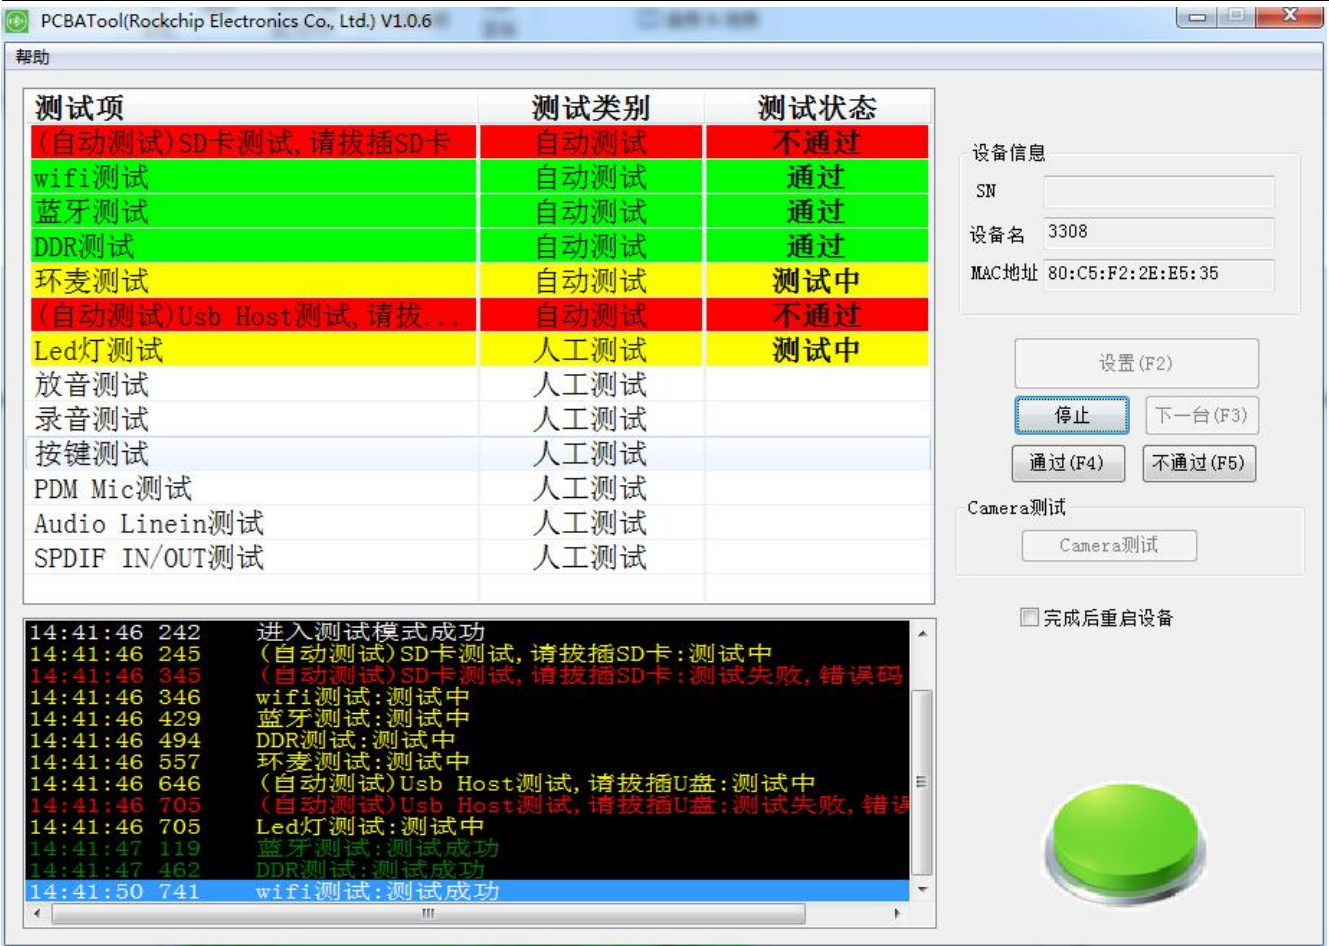 PCBATool(Rockchip Electronics Co., Ltd.) V1.0.6
帮助
测试项 测试类别 测试状态
(自动测试)SD卡测试,请拔插SD卡 自动测试 不通过
wifi测试 自动测试 通过
蓝牙测试 自动测试 通过
DDR测试 自动测试 通过
环麦测试 自动测试 测试中
(自动测试)Usb Host测试,请拔... 自动测试 不通过
Led灯测试 人工测试 测试中
放音测试 人工测试
录音测试 人工测试
按键测试 人工测试
PDM Mic测试 人工测试
Audio Linein测试 人工测试
SPDIF IN/OUT测试 人工测试
设备信息
SN
设备名 3308
MAC地址 80:C5:F2:2E:E5:35
设置(F2)
停止 下一台(F3)
通过(F4) 不通过(F5)
Camera测试
Camera测试
完成后重启设备
14:41:46 242 进入测试模式成功
14:41:46 245 (自动测试)SD卡测试,请拔插SD卡:测试中
14:41:46 345 (自动测试)SD卡测试,请拔插SD卡:测试失败,错误码
14:41:46 346 wifi测试:测试中
14:41:46 429 蓝牙测试:测试中
14:41:46 494 DDR测试:测试中
14:41:46 557 环麦测试:测试中
14:41:46 646 (自动测试)Usb Host测试,请拔插U盘:测试中
14:41:46 705 (自动测试)Usb Host测试,请拔插U盘:测试失败,错误
14:41:46 705 Led灯测试:测试中
14:41:47 119 蓝牙测试:测试成功
14:41:47 462 DDR测试:测试成功
14:41:50 741 wifi测试:测试成功